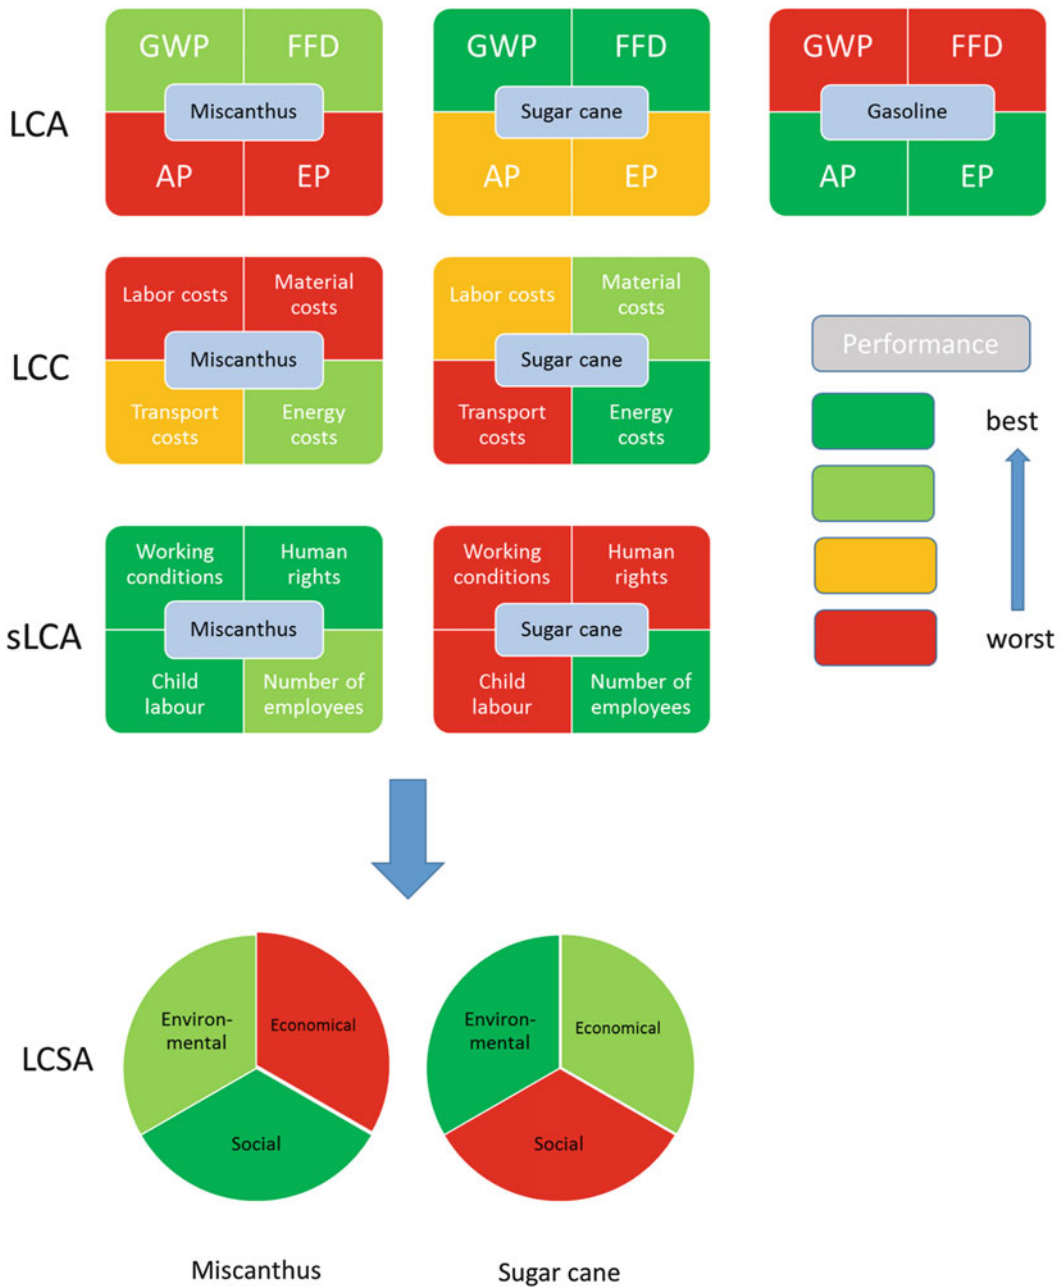 GWP FFD GWP FFD GWP FFD
LCA Miscanthus Sugar cane Gasoline
AP EP AP EP AP EP
Labor costs Material
costs
Labor costs Material
costs
LCC Miscanthus Sugar cane
Transport
costs
Energy
costs
Transport
costs
Energy
costs
Performance
best
worst
Working
conditions
Human
rights
Working
conditions
Human
rights
sLCA Miscanthus Sugar cane
Child
labour
Number of
employees
Child
labour
Number of
employees
LCSA
Environ-
mental
Economical
Social
Environ-
mental
Economical
Social
Miscanthus Sugar cane